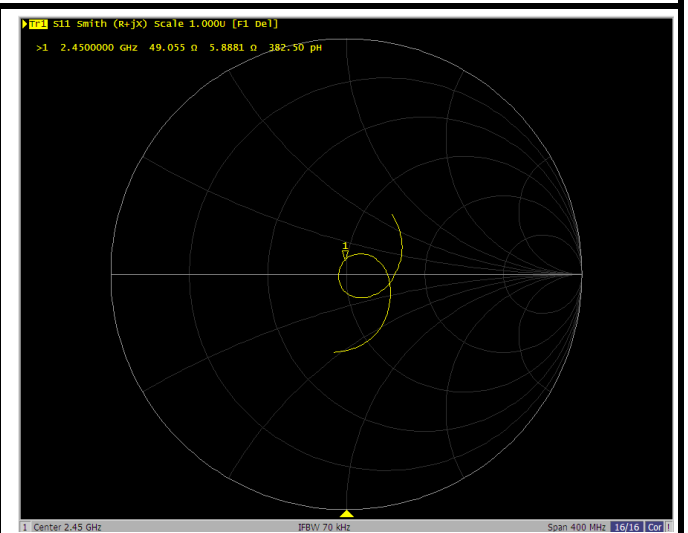 Tr1 S11 Smith (R+jX) Scale 1.000U [F1 Del]
>1 2.4500000 GHz 49.055 Ω 5.8881 Ω 382.50 pH
1
1 Center 2.45 GHz IFBW 70 kHz Span 400 MHz 16/16 Cor !